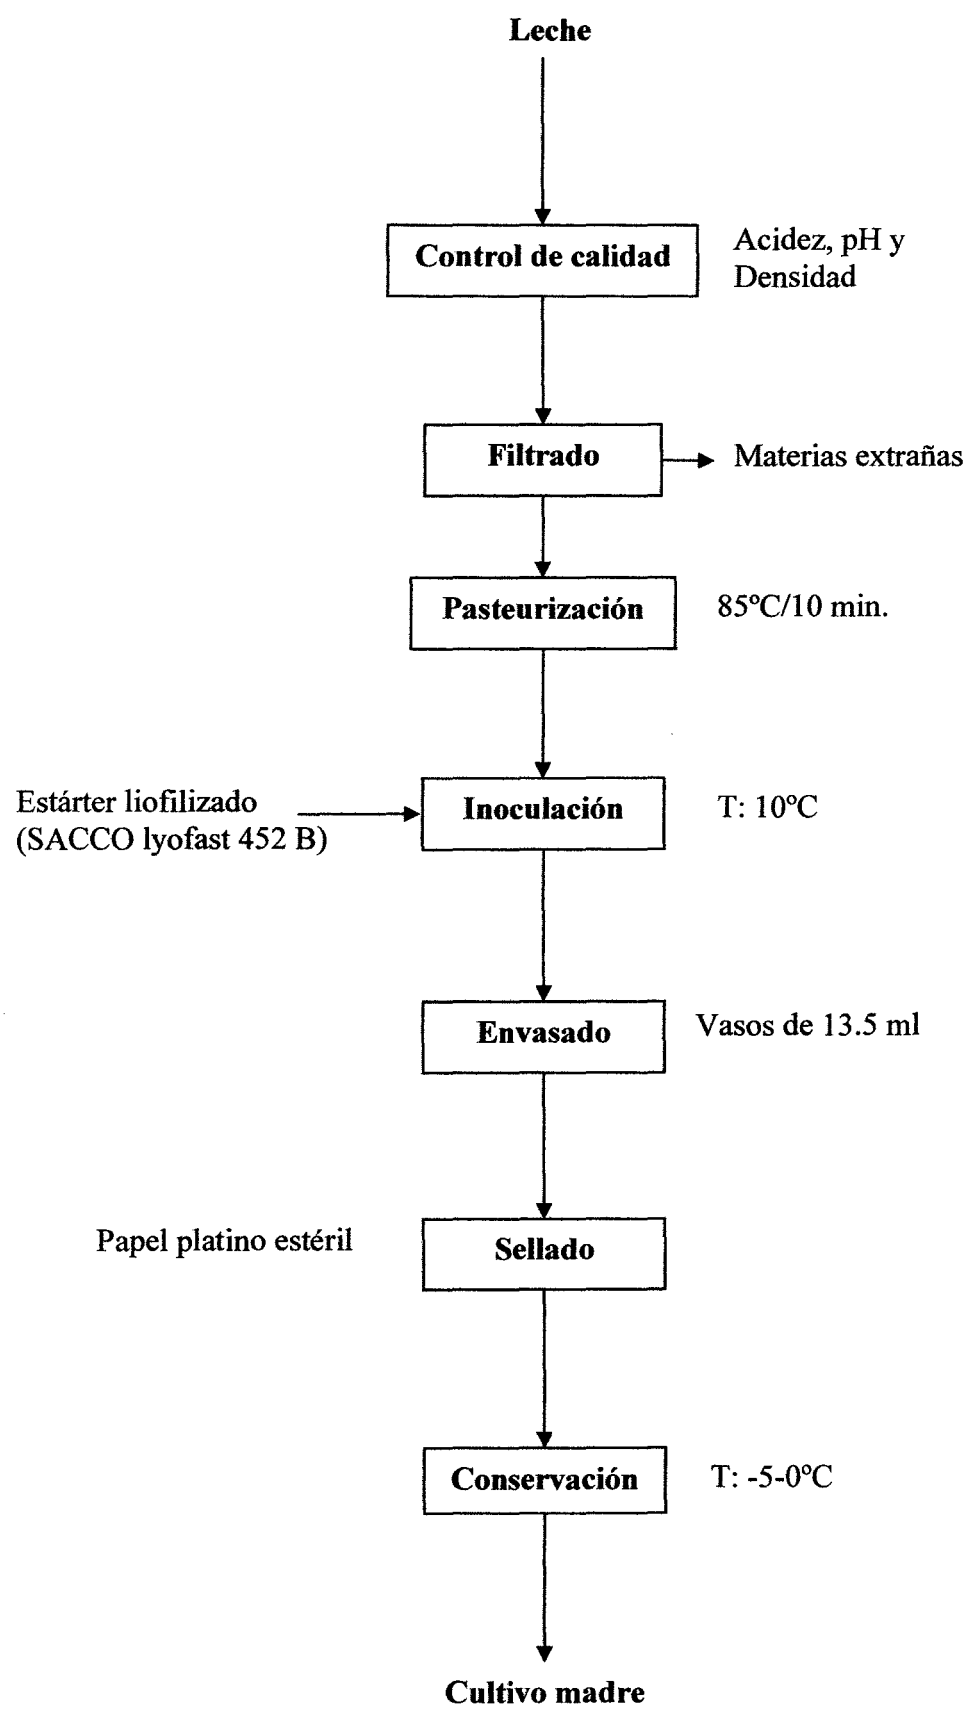 Leche
Control de calidad
Acidez, pH y
Densidad
Filtrado
Materias extrañas
Pasteurización
85ºC/10 min.
Estárter liofilizado
(SACCO lyofast 452 B)
Inoculación
T: 10ºC
Envasado
Vasos de 13.5 ml
Papel platino estéril
Sellado
Conservación
T: -5-0ºC
Cultivo madre